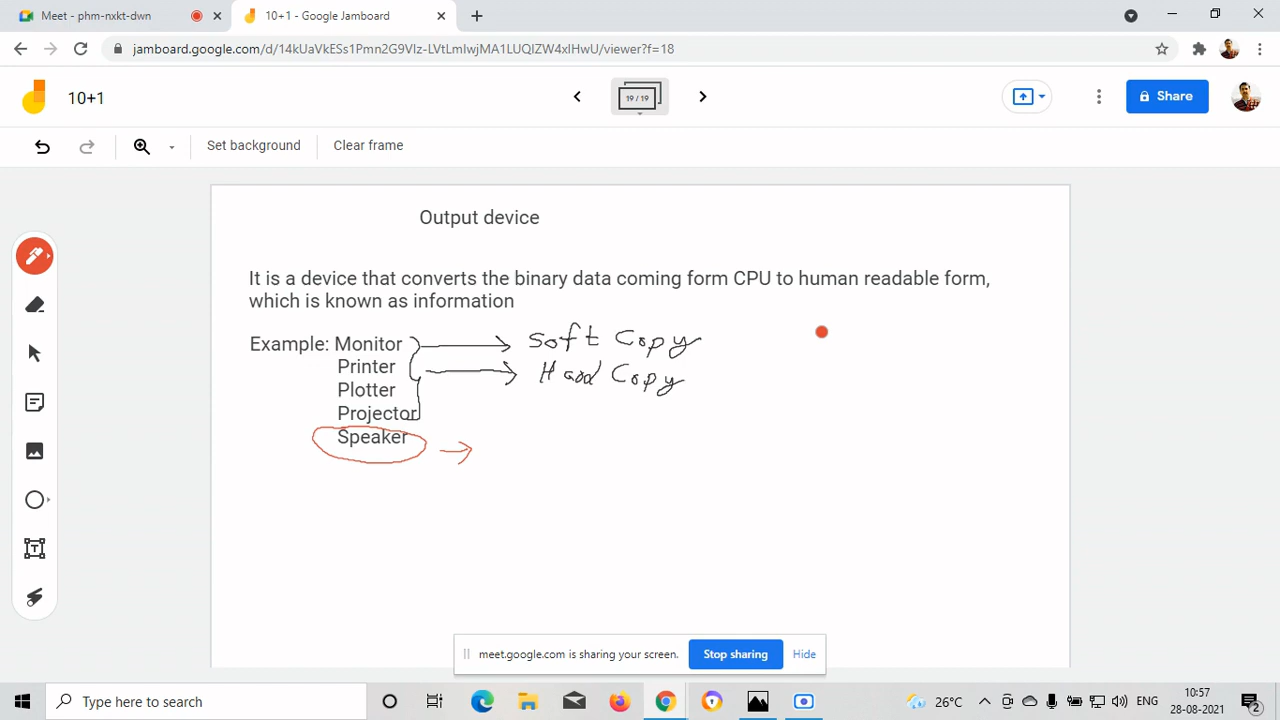 Meet - phm-nxkt-dwn
10+1 - Google Jamboard
jamboard.google.com/d/14kUaVkESs1Pmn2G9VIz-LVtLmIwjMA1LUQIZW4xlHwU/viewer?f=18
10+1
19 / 19
Share
Set background
Clear frame
Output device
It is a device that converts the binary data coming form CPU to human readable form,
which is known as information
Example: Monitor
Soft Copy
Printer
Hard Copy
Plotter
Projector
Speaker
meet.google.com is sharing your screen.
Stop sharing
Hide
Type here to search
26°C
ENG
10:57
28-08-2021
2